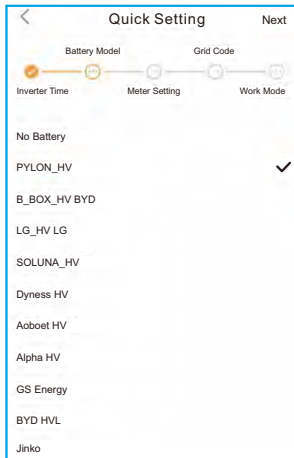 Quick Setting Next
Battery Model Grid Code
Inverter Time Meter Setting Work Mode
No Battery
PYLON_HV
B_BOX_HV BYD
LG_HV LG
SOLUNA_HV
Dyness HV
Aoboet HV
Alpha HV
GS Energy
BYD HVL
Jinko